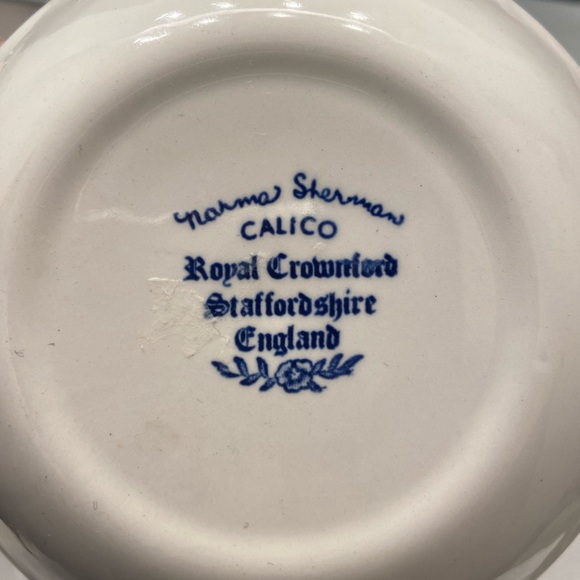 Norma Sherman
CALICO
Royal Crownford
Staffordshire
England